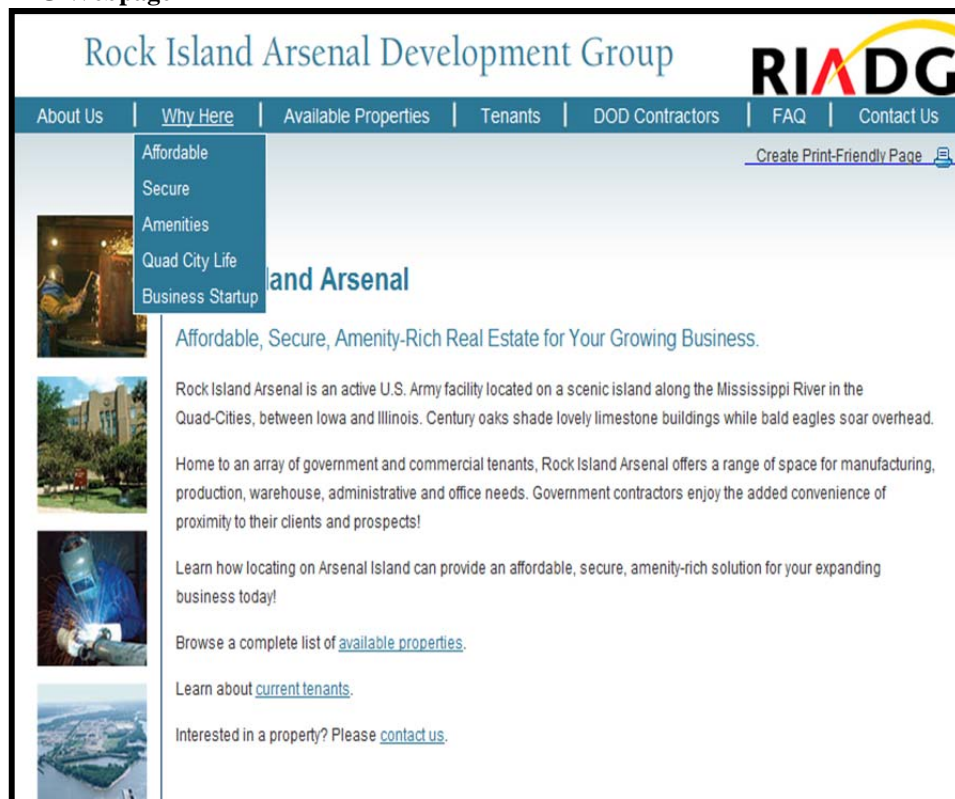 Rock Island Arsenal Development Group
RIADG
About Us | Why Here | Available Properties | Tenants | DOD Contractors | FAQ | Contact Us
Create Print-Friendly Page
Affordable
Secure
Amenities
Quad City Life
Business Startup
land Arsenal
Affordable, Secure, Amenity-Rich Real Estate for Your Growing Business.
Rock Island Arsenal is an active U.S. Army facility located on a scenic island along the Mississippi River in the
Quad-Cities, between Iowa and Illinois. Century oaks shade lovely limestone buildings while bald eagles soar overhead.
Home to an array of government and commercial tenants, Rock Island Arsenal offers a range of space for manufacturing,
production, warehouse, administrative and office needs. Government contractors enjoy the added convenience of
proximity to their clients and prospects!
Learn how locating on Arsenal Island can provide an affordable, secure, amenity-rich solution for your expanding
business today!
Browse a complete list of available properties.
Learn about current tenants.
Interested in a property? Please contact us.